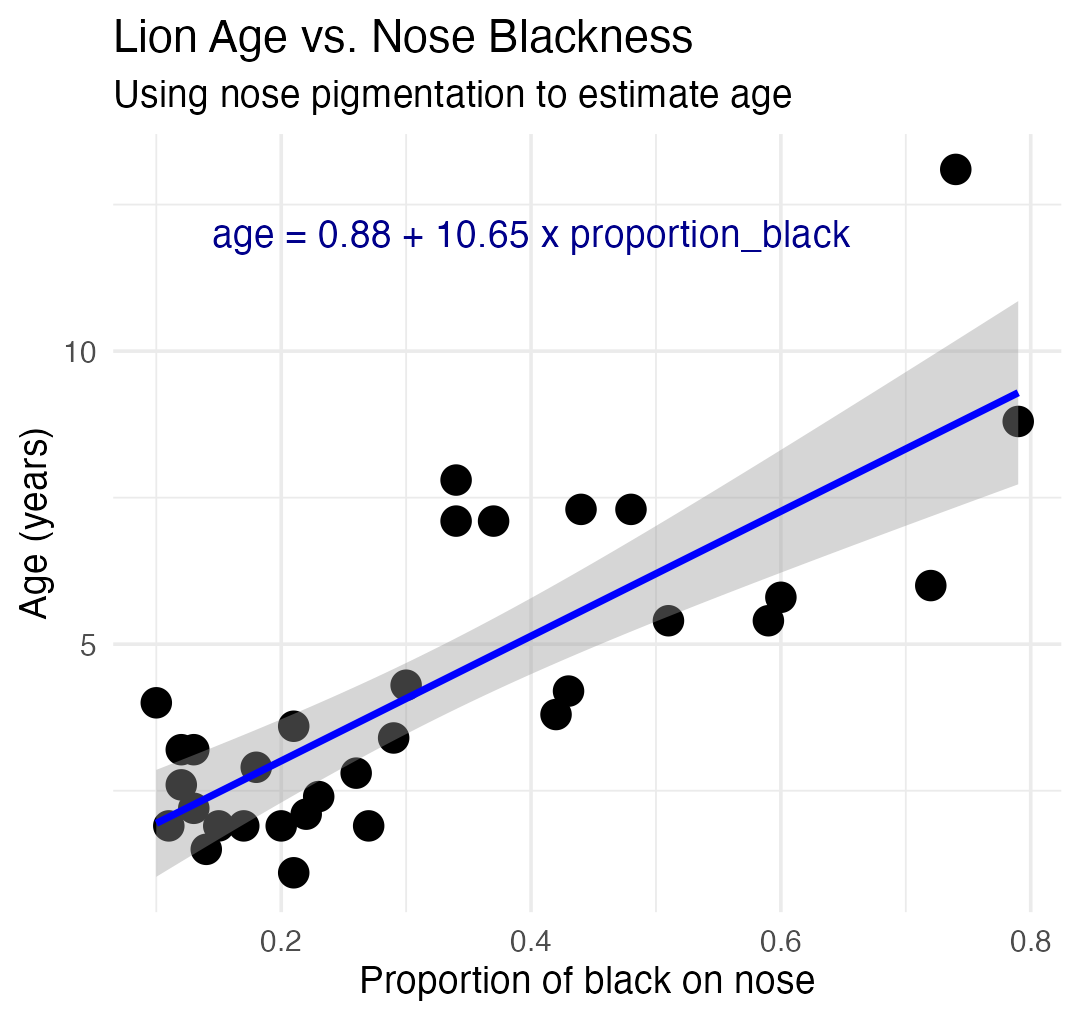 Lion Age vs. Nose Blackness
Using nose pigmentation to estimate age
age = 0.88 + 10.65 x proportion_black
10
5
Age (years)
0.2 0.4 0.6 0.8
Proportion of black on nose